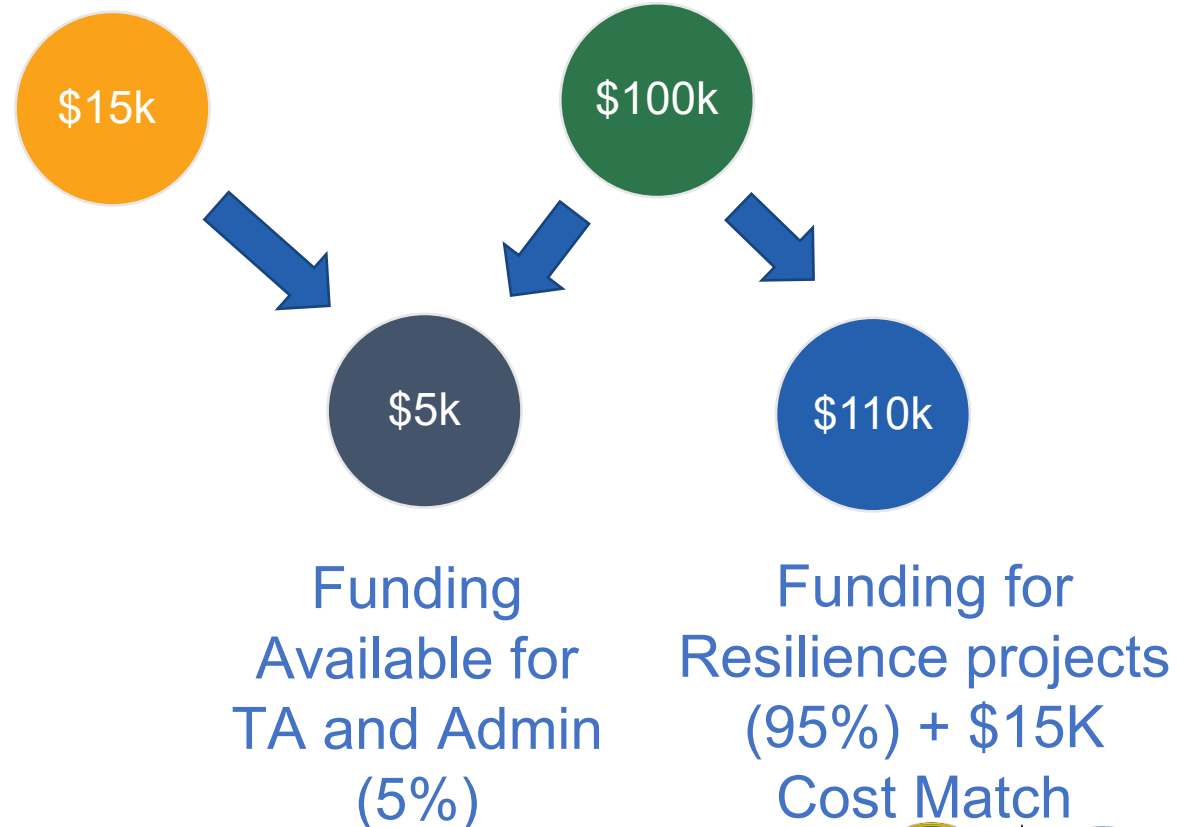 $15k
$100k
$5k
$110k
Funding
Available for
TA and Admin
(5%)
Funding for
Resilience projects
(95%) + $15K
Cost Match